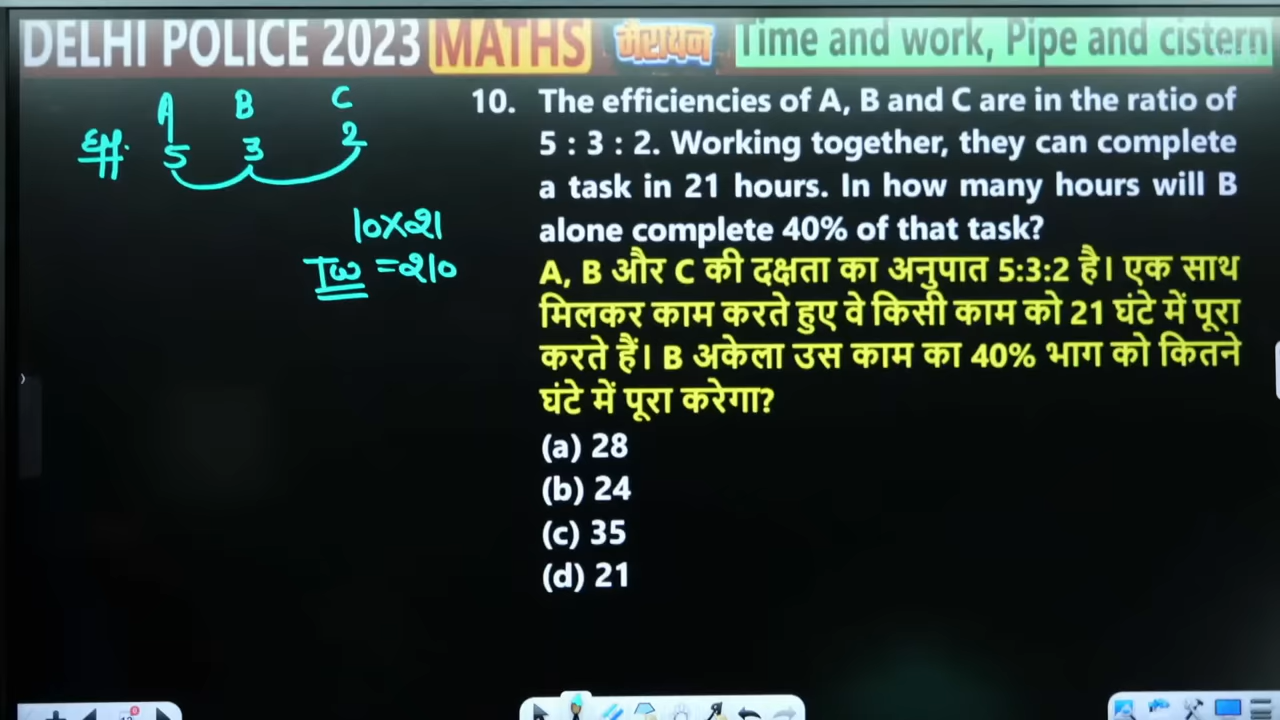 DELHI POLICE 2023 MATHS मैराथन Time and work, Pipe and cistern
A B C
Eff. 5 3 2
10×21
TW = 210
10. The efficiencies of A, B and C are in the ratio of
5 : 3 : 2. Working together, they can complete
a task in 21 hours. In how many hours will B
alone complete 40% of that task?
A, B और C की दक्षता का अनुपात 5:3:2 है। एक साथ
मिलकर काम करते हुए वे किसी काम को 21 घंटे में पूरा
करते हैं। B अकेला उस काम का 40% भाग को कितने
घंटे में पूरा करेगा?
(a) 28
(b) 24
(c) 35
(d) 21